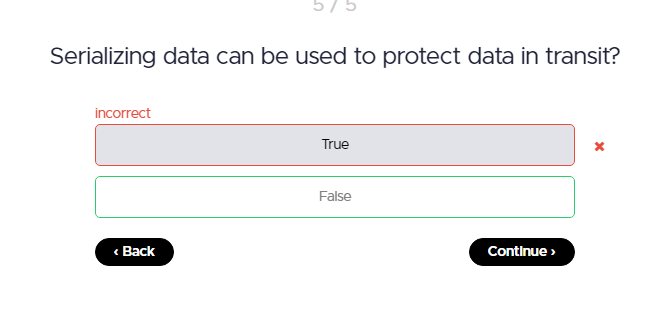 5 / 5
Serializing data can be used to protect data in transit?
incorrect
True
False
‹ Back
Continue ›